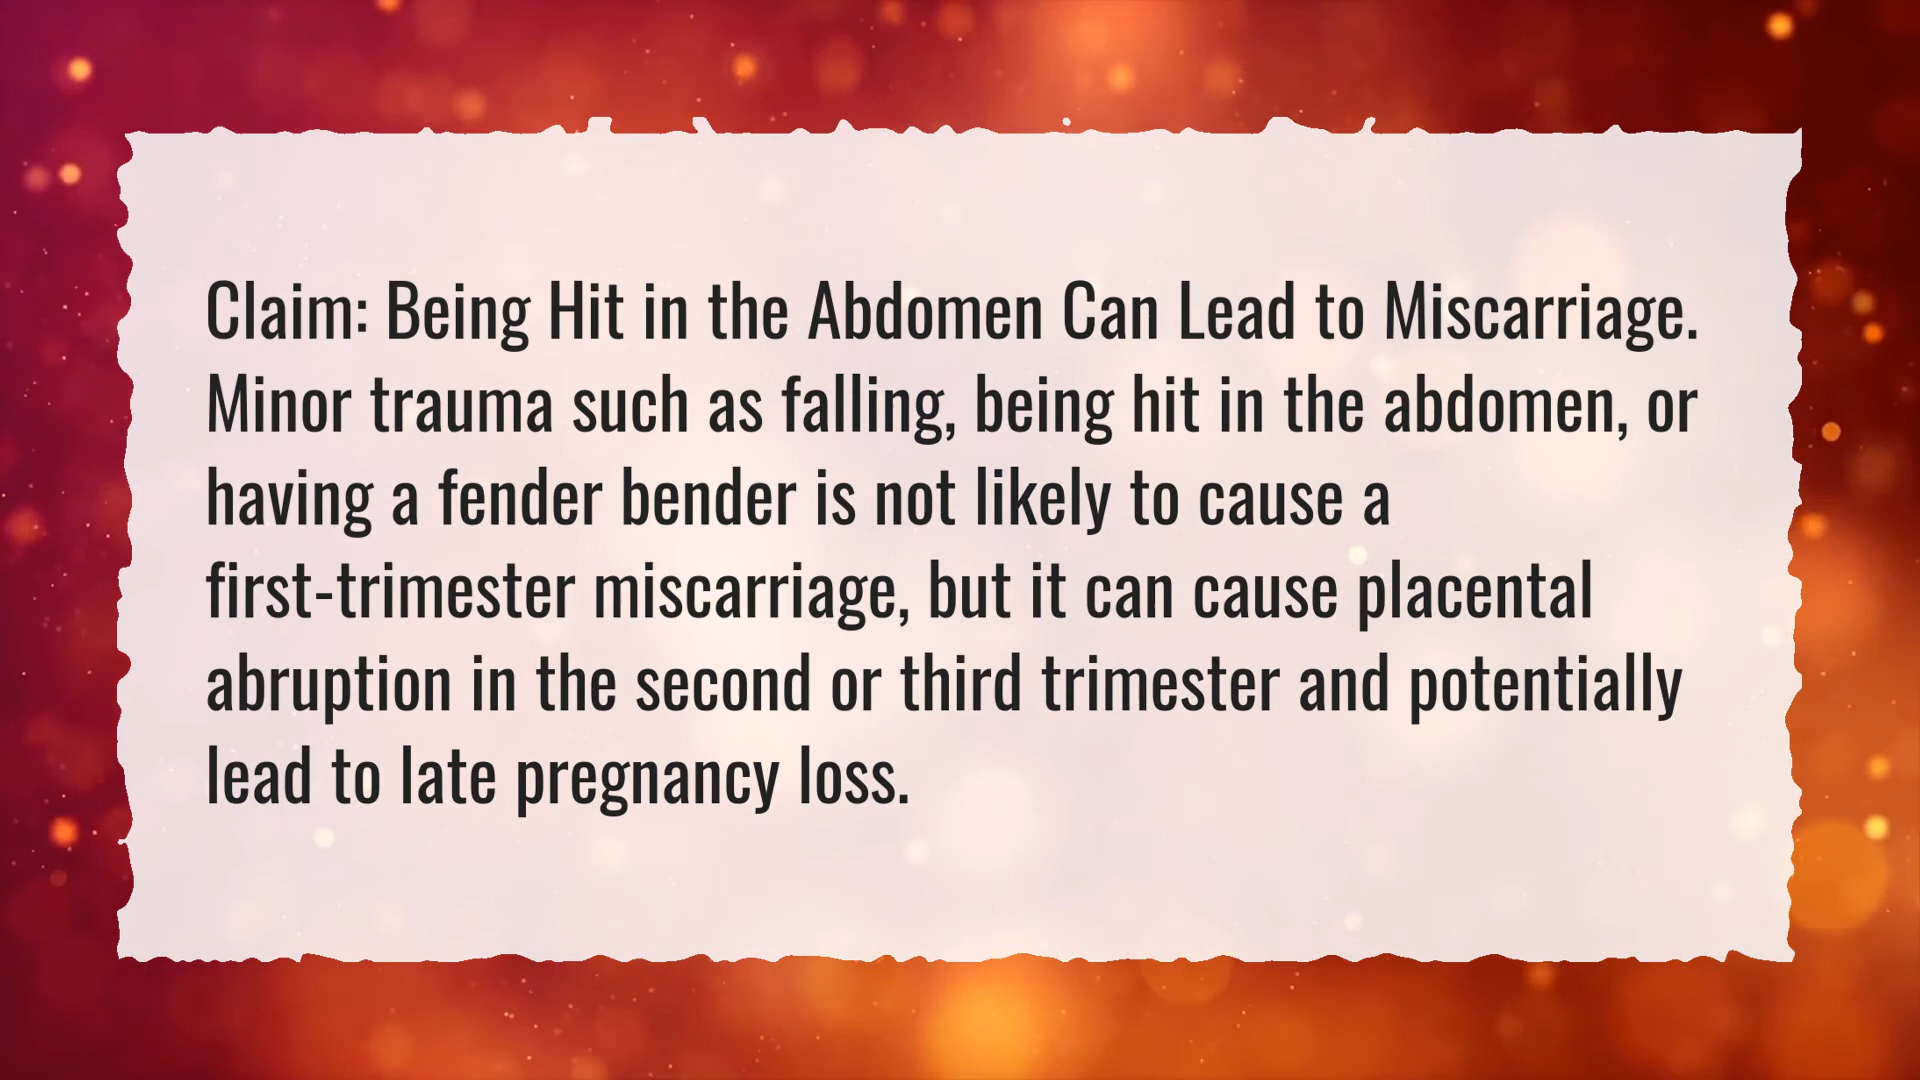 Claim: Being Hit in the Abdomen Can Lead to Miscarriage.
Minor trauma such as falling, being hit in the abdomen, or
having a fender bender is not likely to cause a
first-trimester miscarriage, but it can cause placental
abruption in the second or third trimester and potentially
lead to late pregnancy loss.